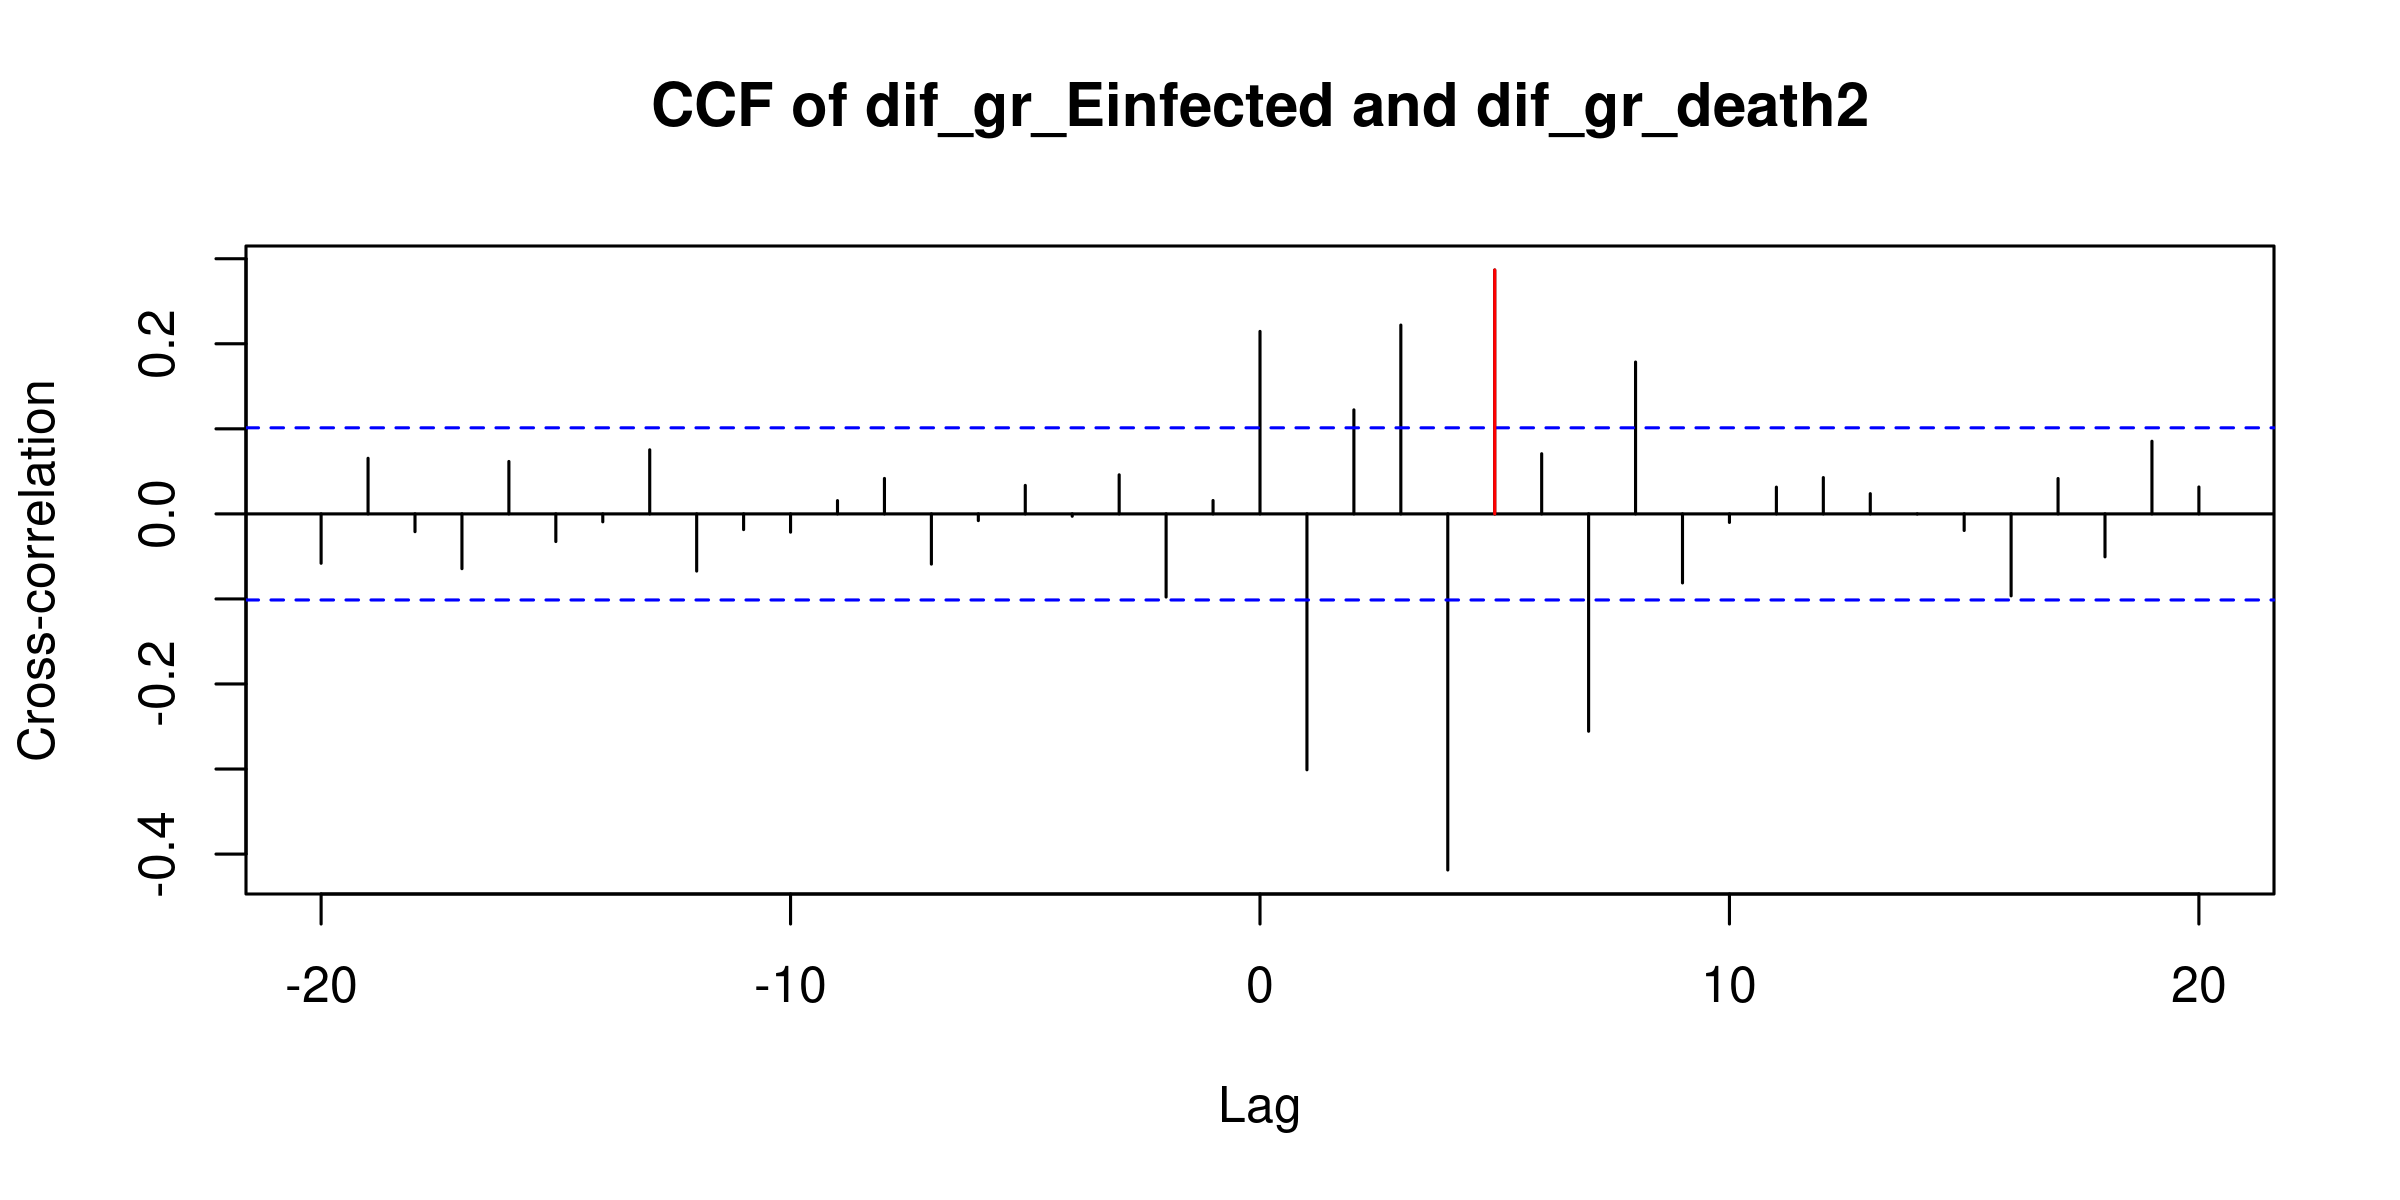 CCF of dif_gr_Einfected and dif_gr_death2
Cross-correlation
0.2
0.0
-0.2
-0.4
-20 -10 0 10 20
Lag